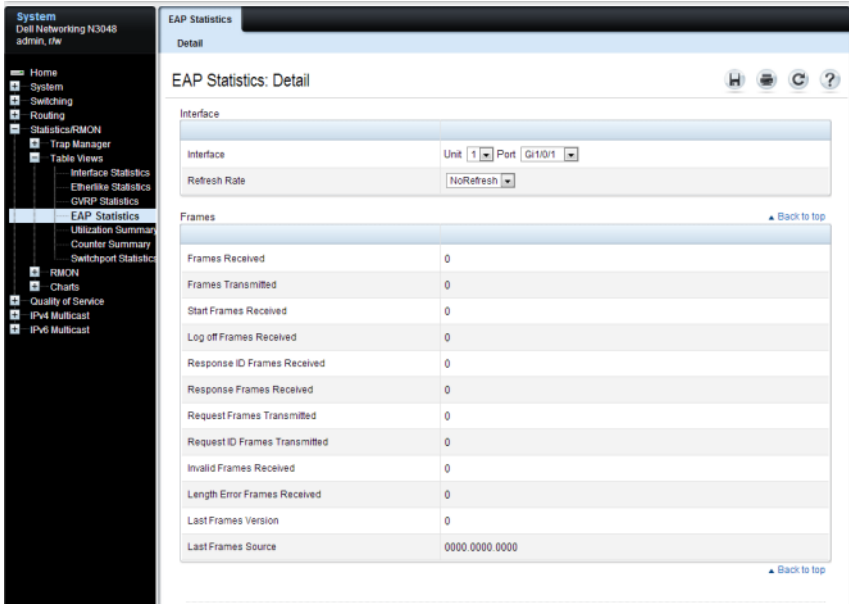 System
Dell Networking N3048
admin, r/w
Home
System
Switching
Routing
Statistics/RMON
Trap Manager
Table Views
Interface Statistics
Etherlike Statistics
GVRP Statistics
EAP Statistics
Utilization Summary
Counter Summary
Switchport Statistics
RMON
Charts
Quality of Service
IPv4 Multicast
IPv6 Multicast
EAP Statistics
Detail
EAP Statistics: Detail
Interface
Interface Unit 1 Port Gi1/0/1
Refresh Rate NoRefresh
Frames Back to top
Frames Received 0
Frames Transmitted 0
Start Frames Received 0
Log off Frames Received 0
Response ID Frames Received 0
Response Frames Received 0
Request Frames Transmitted 0
Request ID Frames Transmitted 0
Invalid Frames Received 0
Length Error Frames Received 0
Last Frames Version 0
Last Frames Source 0000.0000.0000
Back to top